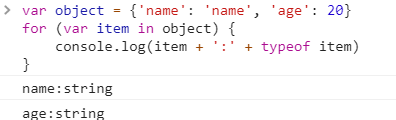 > var object = {'name': 'name', 'age': 20}
for (var item in object) {
    console.log(item + ':' + typeof item)
}
name:string
age:string